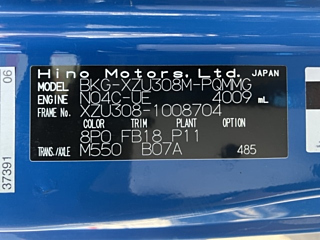 Hino Motors, Ltd. JAPAN
MODEL BKG-XZU308M-PQMMG
ENGINE N04C-UE 4009 mL
FRAME No. XZU308-1008704
COLOR TRIM PLANT OPTION
8P0 FB18 P11
TRANS./AXLE M550 B07A 485
37391 06